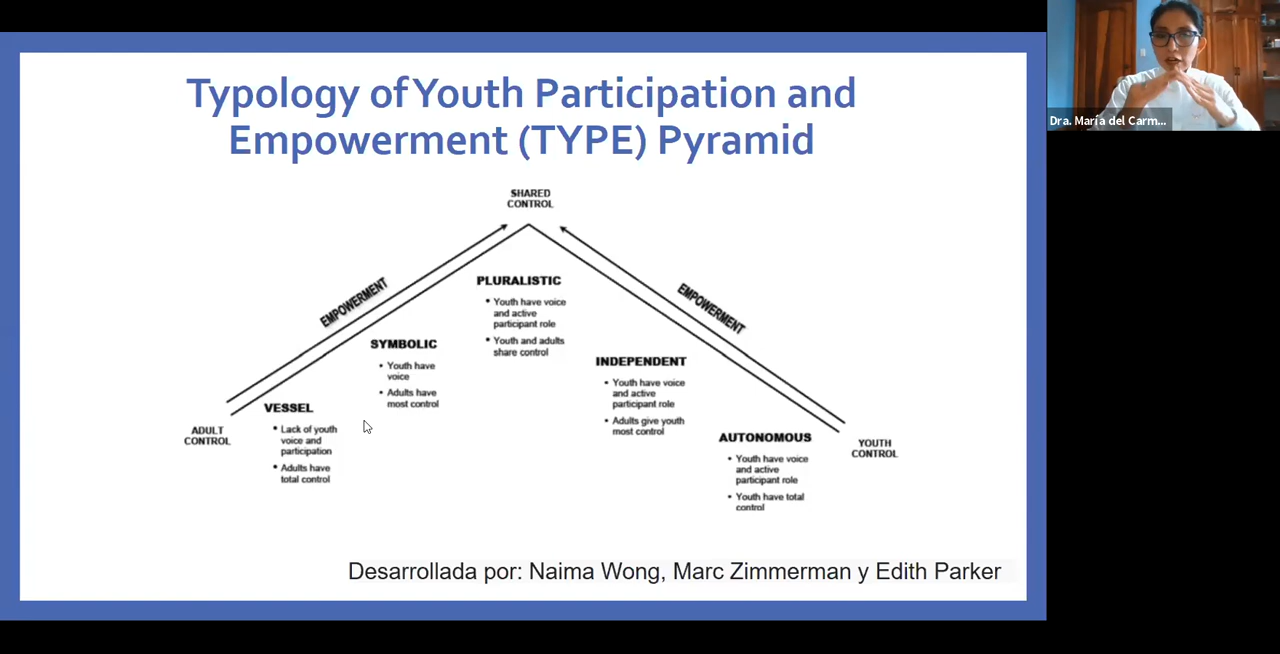 Typology of Youth Participation and
Empowerment (TYPE) Pyramid
SHARED
CONTROL
EMPOWERMENT
EMPOWERMENT
PLURALISTIC
• Youth have voice
and active
participant role
• Youth and adults
share control
SYMBOLIC
• Youth have
voice
• Adults have
most control
INDEPENDENT
• Youth have voice
and active
participant role
• Adults give youth
most control
VESSEL
• Lack of youth
voice and
participation
• Adults have
total control
ADULT
CONTROL
AUTONOMOUS
• Youth have voice
and active
participant role
• Youth have total
control
YOUTH
CONTROL
Desarrollada por: Naima Wong, Marc Zimmerman y Edith Parker
Dra. María del Carm...